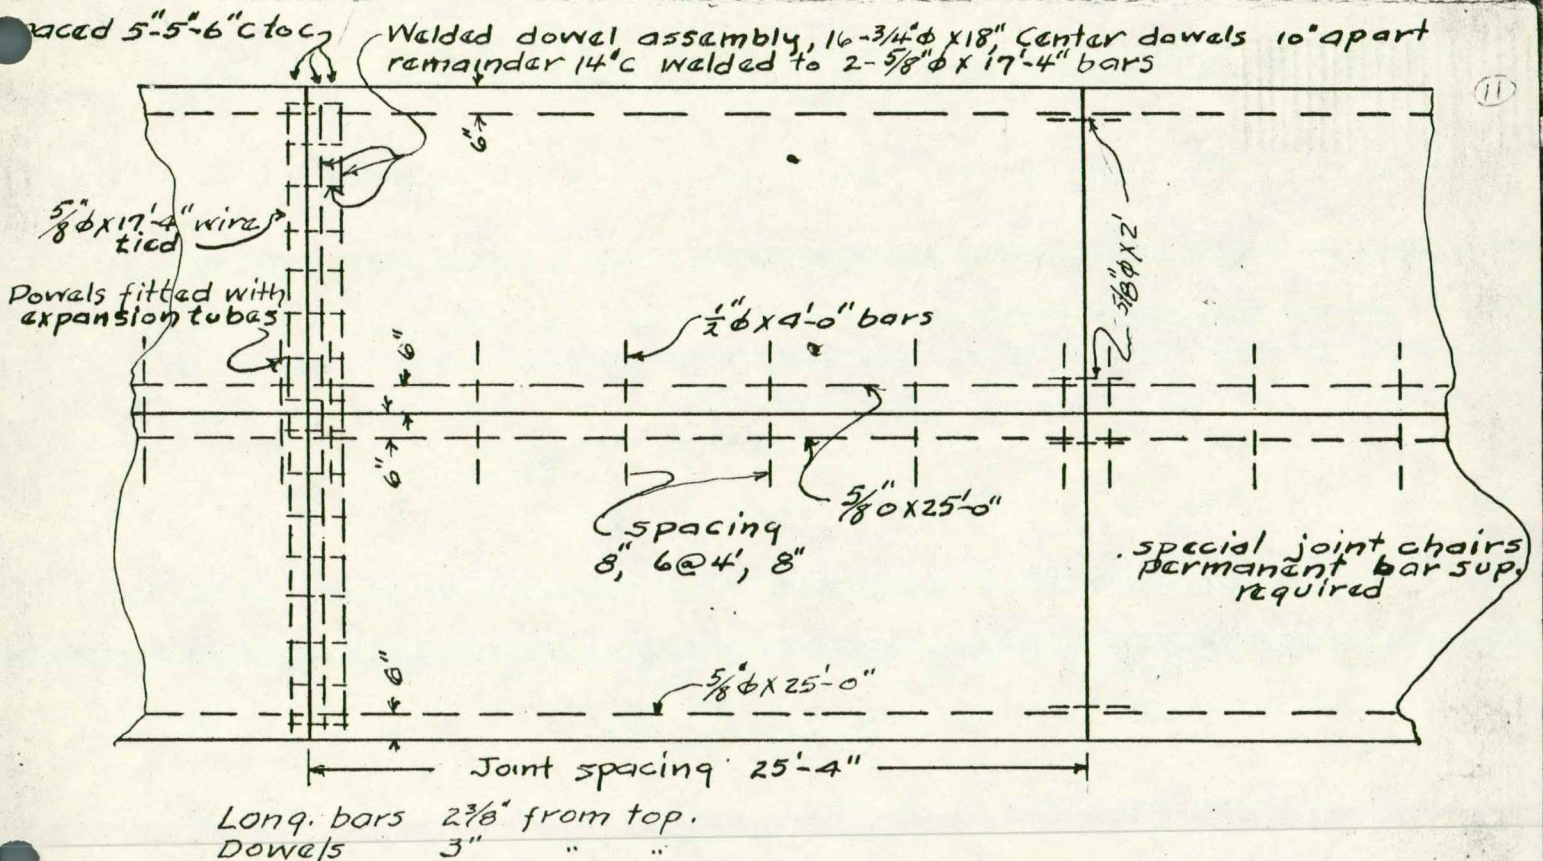 5"-5"-6" c to c
Welded dowel assembly, 16-3/4"ϕ x18", Center dowels 10" apart
remainder 14"c welded to 2-5/8"ϕ x 17'-4" bars
11
6"
5/8"ϕ x 17'-4" wire
tied
Dowels fitted with
expansion tubes
5/8"ϕ x 2'
1/2"ϕ x 4'-0" bars
6"
6"
5/8"ϕ x 25'-0"
spacing
8", 6@4', 8"
special joint chairs
permanent bar sup.
required
6"
5/8"ϕ x 25'-0"
Joint spacing 25'-4"
Long. bars 2 3/8" from top.
Dowels 3" " "